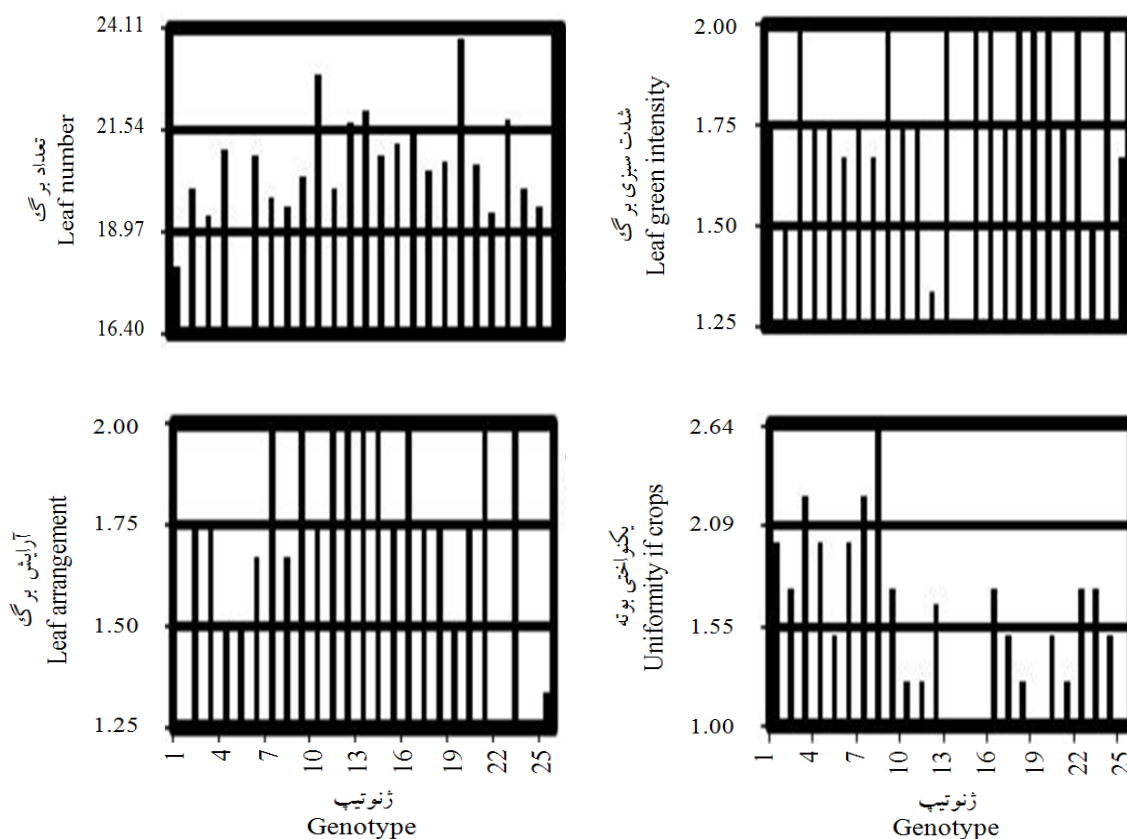 24.11
21.54
18.97
16.40
تعداد برگ
Leaf number
2.00
1.75
1.50
1.25
شدت سبزی برگ
Leaf green intensity
2.00
1.75
1.50
1.25
آرایش برگ
Leaf arrangement
1 4 7 10 13 16 19 22 25
ژنوتیپ
Genotype
2.64
2.09
1.55
1.00
یکنواختی بوته
Uniformity if crops
1 4 7 10 13 16 19 22 25
ژنوتیپ
Genotype